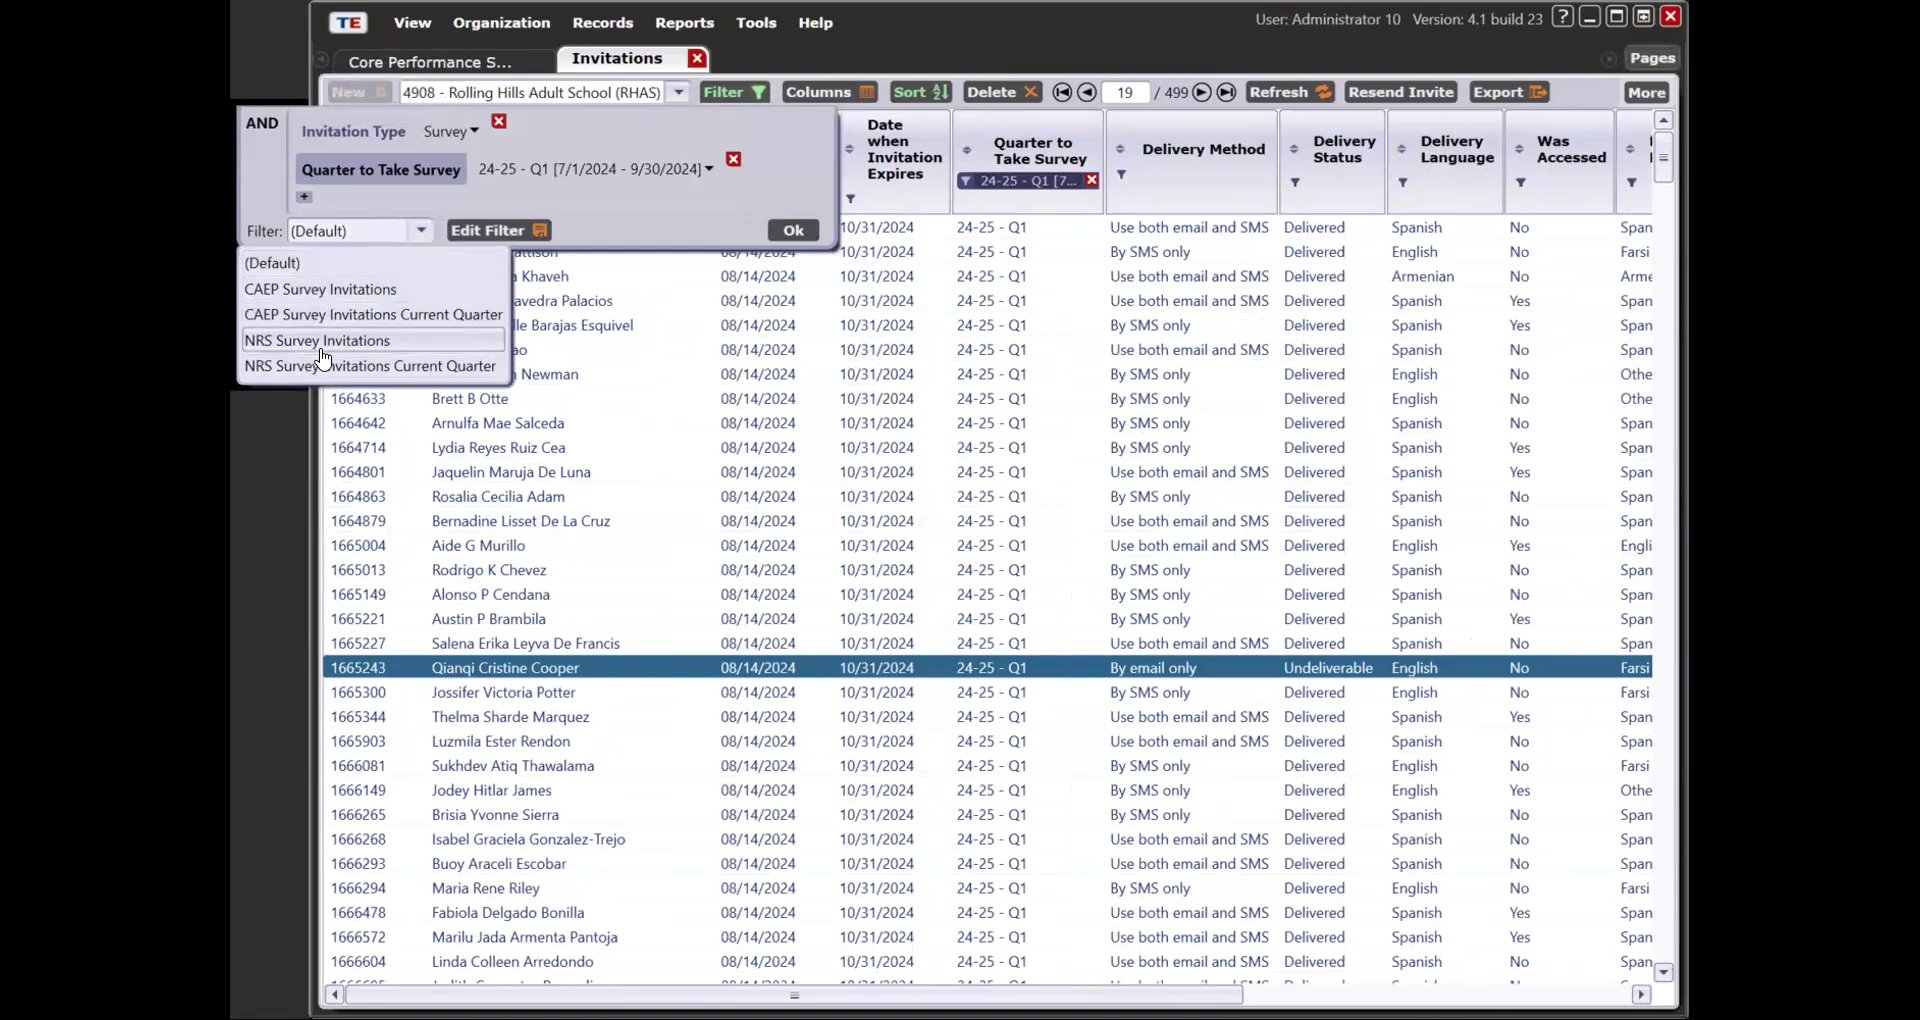 TE View Organization Records Reports Tools Help User: Administrator 10 Version: 4.1 build 23 ?
Core Performance S... Invitations Pages
New 4908 - Rolling Hills Adult School (RHAS) Filter Columns Sort Delete 19 / 499 Refresh Resend Invite Export More
AND Invitation Type Survey
Quarter to Take Survey 24-25 - Q1 [7/1/2024 - 9/30/2024]
+
Filter: (Default) Edit Filter Ok
(Default)
CAEP Survey Invitations
CAEP Survey Invitations Current Quarter
NRS Survey Invitations
NRS Survey Invitations Current Quarter
Date when Invitation Expires Quarter to Take Survey Delivery Method Delivery Status Delivery Language Was Accessed
24-25 - Q1 [7...
10/31/2024 24-25 - Q1 Use both email and SMS Delivered Spanish No Span
10/31/2024 24-25 - Q1 By SMS only Delivered English No Farsi
Khaveh 10/31/2024 24-25 - Q1 Use both email and SMS Delivered Armenian No Arme
Palacios 08/14/2024 10/31/2024 24-25 - Q1 Use both email and SMS Delivered Spanish Yes Span
Barajas Esquivel 08/14/2024 10/31/2024 24-25 - Q1 By SMS only Delivered Spanish Yes Span
08/14/2024 10/31/2024 24-25 - Q1 Use both email and SMS Delivered Spanish No Span
Newman 08/14/2024 10/31/2024 24-25 - Q1 By SMS only Delivered English No Othe
1664633 Brett B Otte 08/14/2024 10/31/2024 24-25 - Q1 By SMS only Delivered English No Othe
1664642 Arnulfa Mae Salceda 08/14/2024 10/31/2024 24-25 - Q1 By SMS only Delivered Spanish No Span
1664714 Lydia Reyes Ruiz Cea 08/14/2024 10/31/2024 24-25 - Q1 By SMS only Delivered Spanish Yes Span
1664801 Jaquelin Maruja De Luna 08/14/2024 10/31/2024 24-25 - Q1 Use both email and SMS Delivered Spanish Yes Span
1664863 Rosalia Cecilia Adam 08/14/2024 10/31/2024 24-25 - Q1 By SMS only Delivered Spanish No Span
1664879 Bernadine Lisset De La Cruz 08/14/2024 10/31/2024 24-25 - Q1 Use both email and SMS Delivered Spanish No Span
1665004 Aide G Murillo 08/14/2024 10/31/2024 24-25 - Q1 Use both email and SMS Delivered English Yes Engli
1665013 Rodrigo K Chevez 08/14/2024 10/31/2024 24-25 - Q1 By SMS only Delivered Spanish No Span
1665149 Alonso P Cendana 08/14/2024 10/31/2024 24-25 - Q1 By SMS only Delivered Spanish No Span
1665221 Austin P Brambila 08/14/2024 10/31/2024 24-25 - Q1 By SMS only Delivered Spanish Yes Span
1665227 Salena Erika Leyva De Francis 08/14/2024 10/31/2024 24-25 - Q1 Use both email and SMS Delivered Spanish No Span
1665243 Qianqi Cristine Cooper 08/14/2024 10/31/2024 24-25 - Q1 By email only Undeliverable English No Farsi
1665300 Jossifer Victoria Potter 08/14/2024 10/31/2024 24-25 - Q1 By SMS only Delivered English No Farsi
1665344 Thelma Sharde Marquez 08/14/2024 10/31/2024 24-25 - Q1 Use both email and SMS Delivered Spanish Yes Span
1665903 Luzmila Ester Rendon 08/14/2024 10/31/2024 24-25 - Q1 Use both email and SMS Delivered Spanish No Span
1666081 Sukhdev Atiq Thawalama 08/14/2024 10/31/2024 24-25 - Q1 By SMS only Delivered English No Farsi
1666149 Jodey Hitlar James 08/14/2024 10/31/2024 24-25 - Q1 By SMS only Delivered English Yes Othe
1666265 Brisia Yvonne Sierra 08/14/2024 10/31/2024 24-25 - Q1 By SMS only Delivered Spanish No Span
1666268 Isabel Graciela Gonzalez-Trejo 08/14/2024 10/31/2024 24-25 - Q1 Use both email and SMS Delivered Spanish No Span
1666293 Buoy Araceli Escobar 08/14/2024 10/31/2024 24-25 - Q1 Use both email and SMS Delivered Spanish No Span
1666294 Maria Rene Riley 08/14/2024 10/31/2024 24-25 - Q1 By SMS only Delivered English No Farsi
1666478 Fabiola Delgado Bonilla 08/14/2024 10/31/2024 24-25 - Q1 Use both email and SMS Delivered Spanish Yes Span
1666572 Marilu Jada Armenta Pantoja 08/14/2024 10/31/2024 24-25 - Q1 Use both email and SMS Delivered Spanish Yes Span
1666604 Linda Colleen Arredondo 08/14/2024 10/31/2024 24-25 - Q1 Use both email and SMS Delivered Spanish No Span